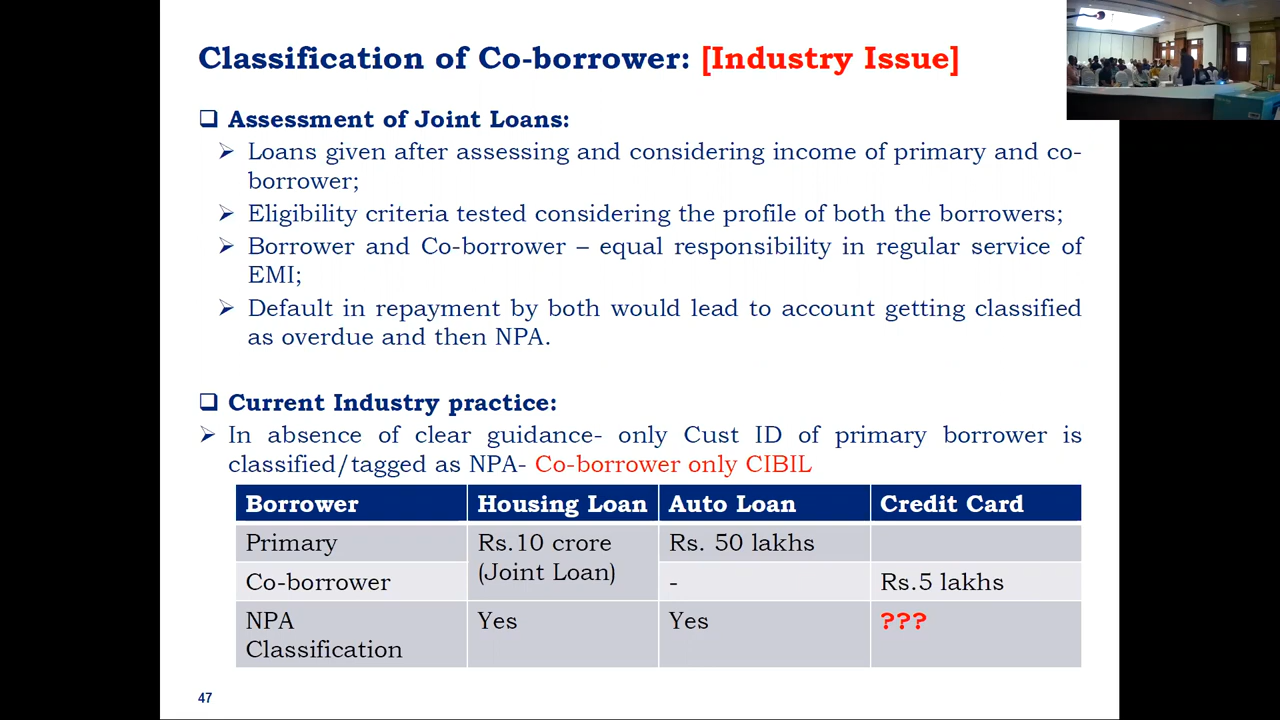 Classification of Co-borrower: [Industry Issue]
❑ Assessment of Joint Loans:
➢ Loans given after assessing and considering income of primary and co-
borrower;
➢ Eligibility criteria tested considering the profile of both the borrowers;
➢ Borrower and Co-borrower – equal responsibility in regular service of
EMI;
➢ Default in repayment by both would lead to account getting classified
as overdue and then NPA.
❑ Current Industry practice:
➢ In absence of clear guidance- only Cust ID of primary borrower is
classified/tagged as NPA- Co-borrower only CIBIL
Borrower Housing Loan Auto Loan Credit Card
Primary Rs.10 crore Rs. 50 lakhs
(Joint Loan)
Co-borrower - Rs.5 lakhs
NPA Yes Yes ???
Classification
47